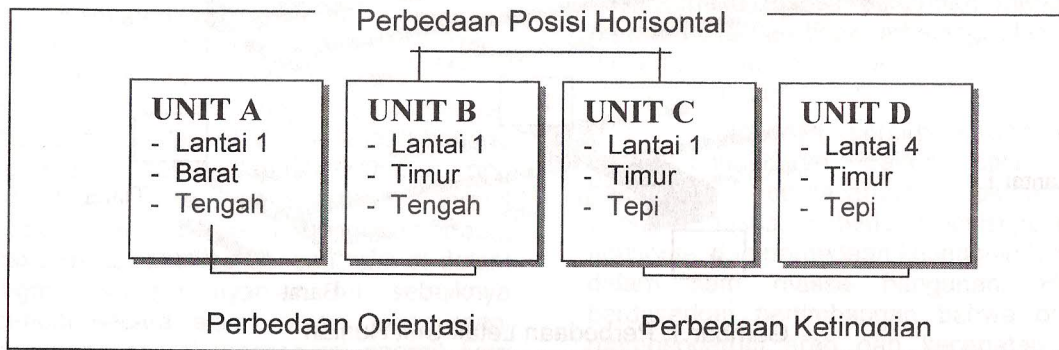 Perbedaan Posisi Horisontal
UNIT A
- Lantai 1
- Barat
- Tengah
UNIT B
- Lantai 1
- Timur
- Tengah
UNIT C
- Lantai 1
- Timur
- Tepi
UNIT D
- Lantai 4
- Timur
- Tepi
Perbedaan Orientasi
Perbedaan Ketinggian